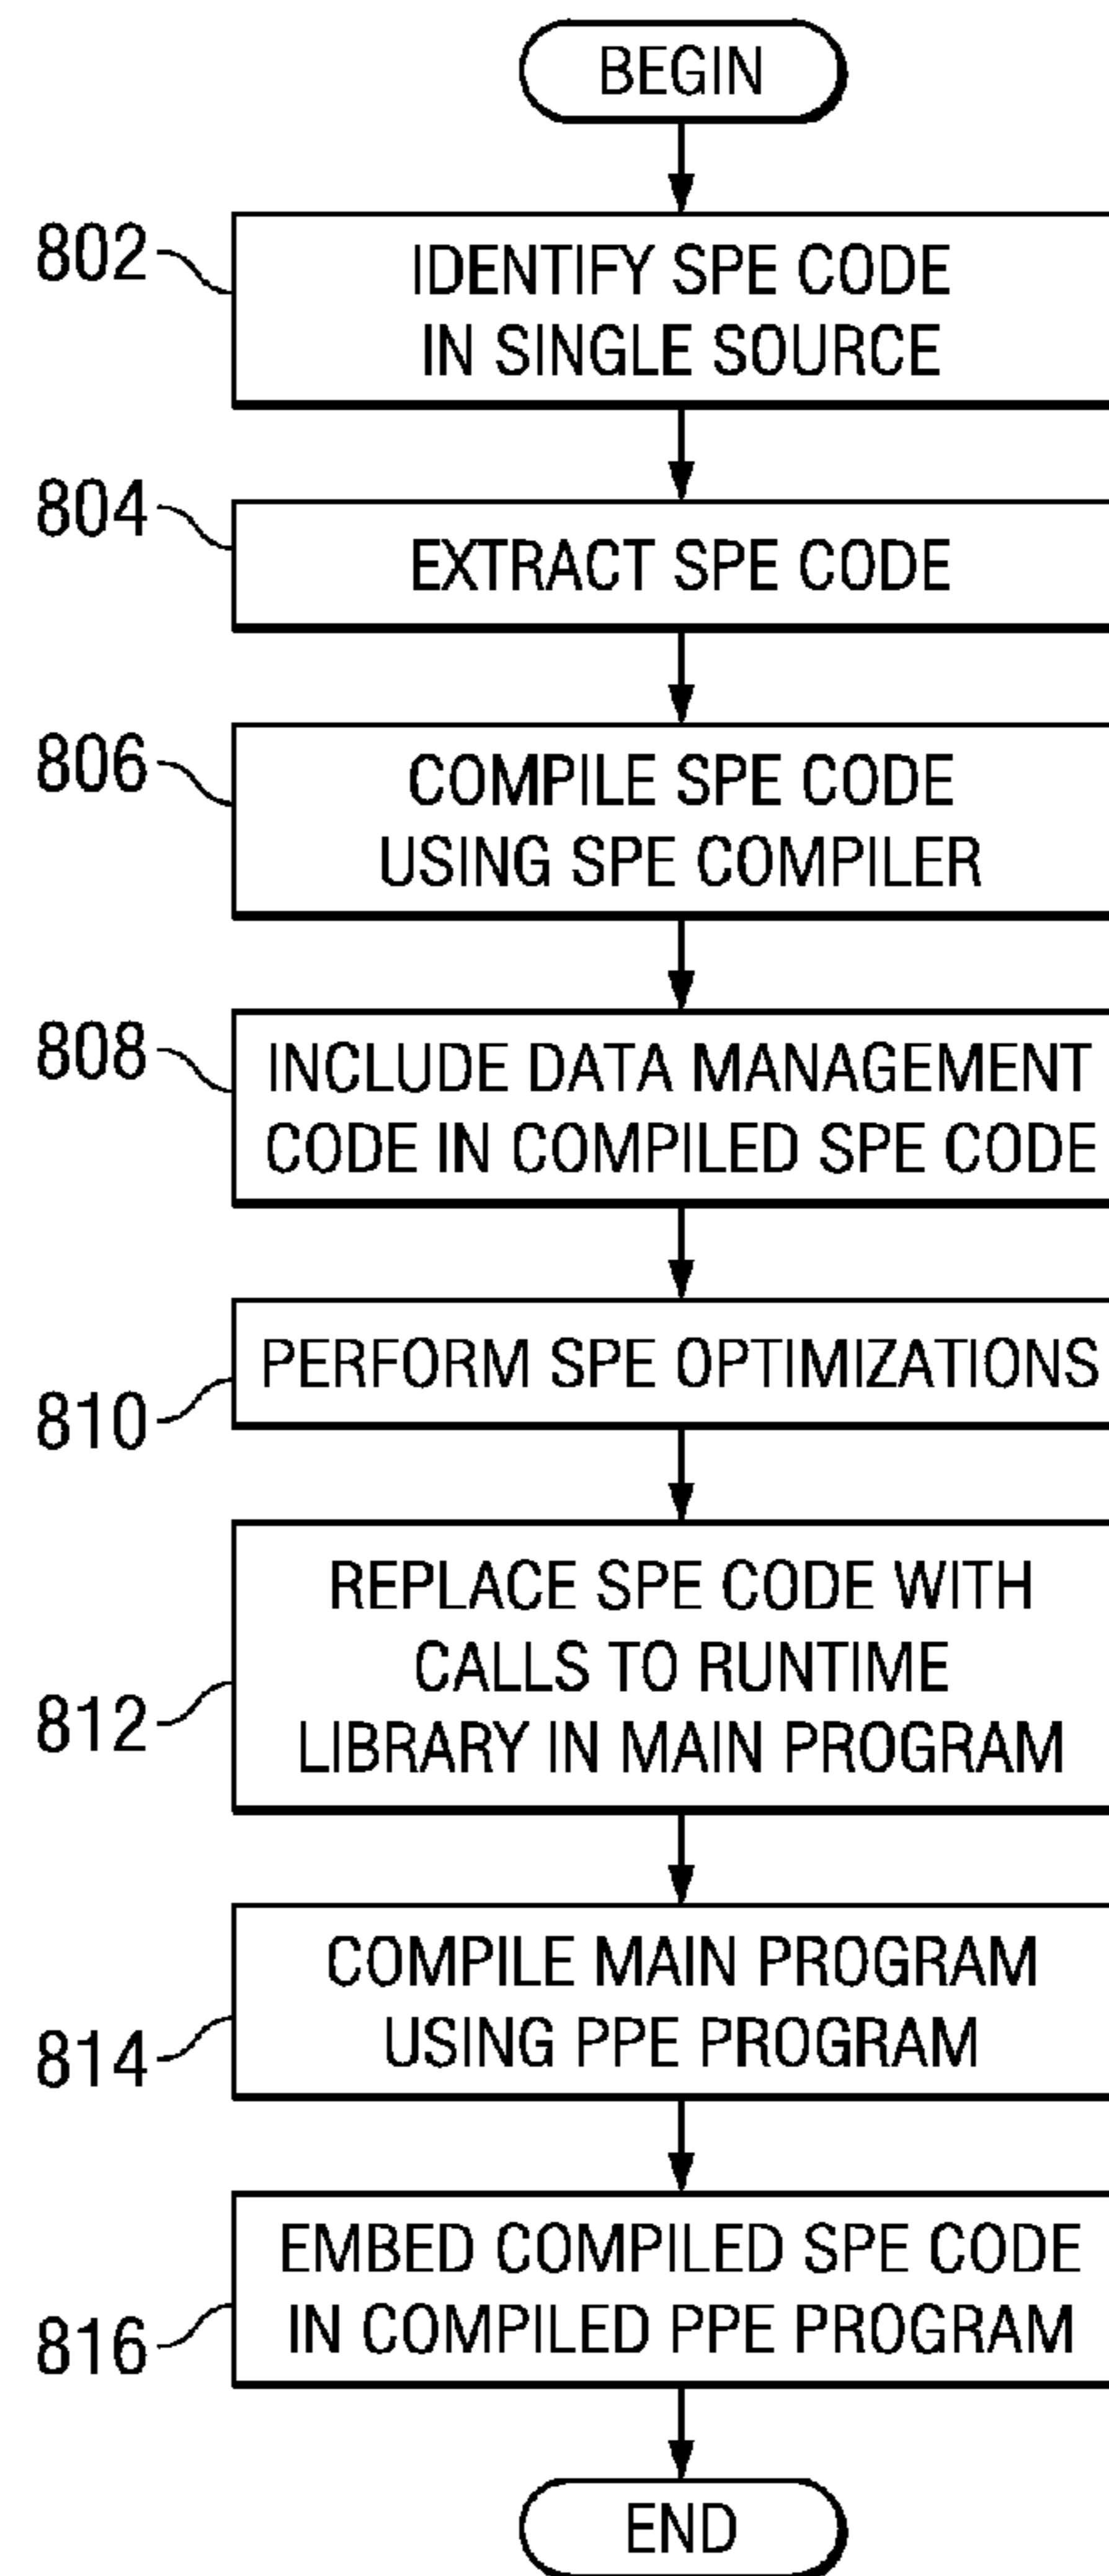 BEGIN
802
IDENTIFY SPE CODE
IN SINGLE SOURCE
804
EXTRACT SPE CODE
806
COMPILE SPE CODE
USING SPE COMPILER
808
INCLUDE DATA MANAGEMENT
CODE IN COMPILED SPE CODE
810
PERFORM SPE OPTIMIZATIONS
812
REPLACE SPE CODE WITH
CALLS TO RUNTIME
LIBRARY IN MAIN PROGRAM
814
COMPILE MAIN PROGRAM
USING PPE PROGRAM
816
EMBED COMPILED SPE CODE
IN COMPILED PPE PROGRAM
END